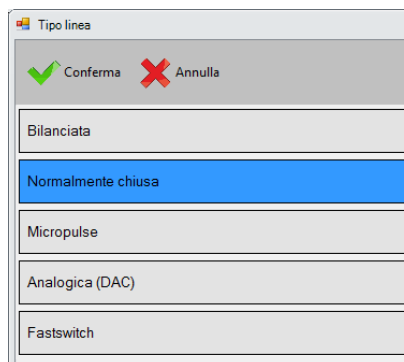 Tipo linea
Conferma Annulla
Bilanciata
Normalmente chiusa
Micropulse
Analogica (DAC)
Fastswitch